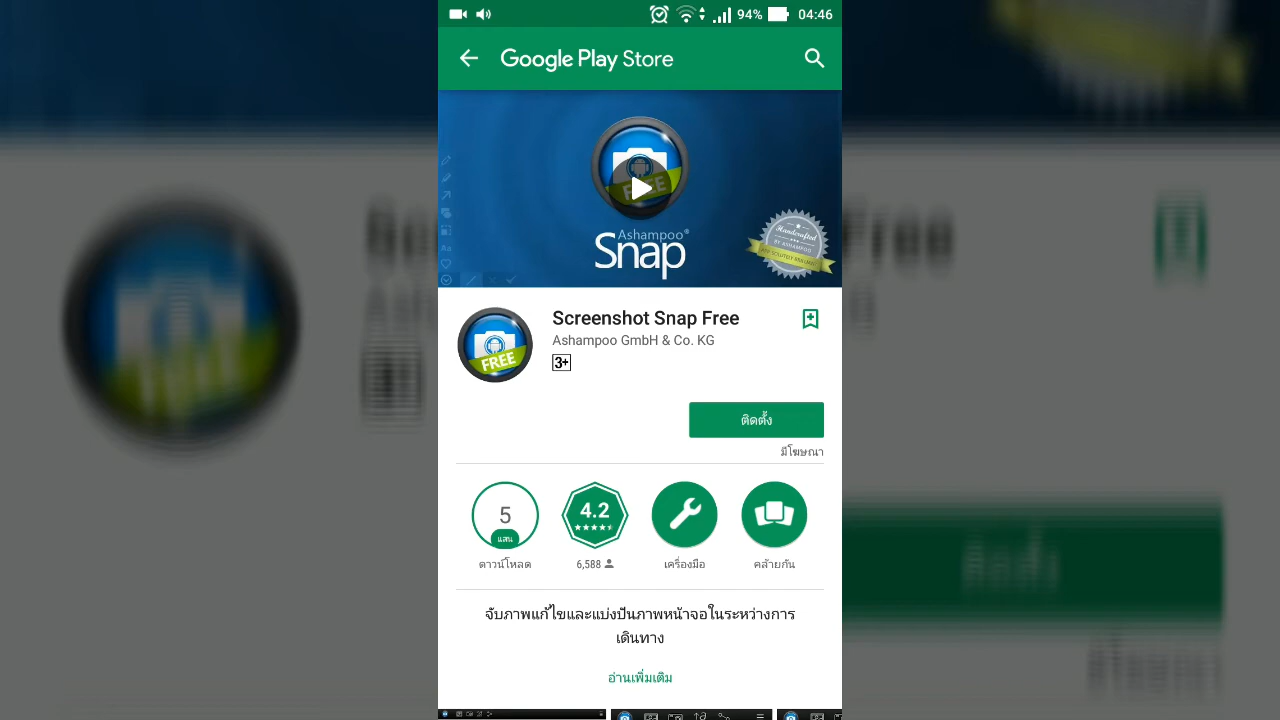 94% 04:46
Google Play Store
FREE
Ashampoo®
Snap
Handcrafted
BY ASHAMPOO
Screenshot Snap Free
Ashampoo GmbH & Co. KG
3+
FREE
ติดตั้ง
มีโฆษณา
5
แสน
4.2
ดาวน์โหลด
6,588
เครื่องมือ
คล้ายกัน
จับภาพแก้ไขและแบ่งปันภาพหน้าจอในระหว่างการ
เดินทาง
อ่านเพิ่มเติม